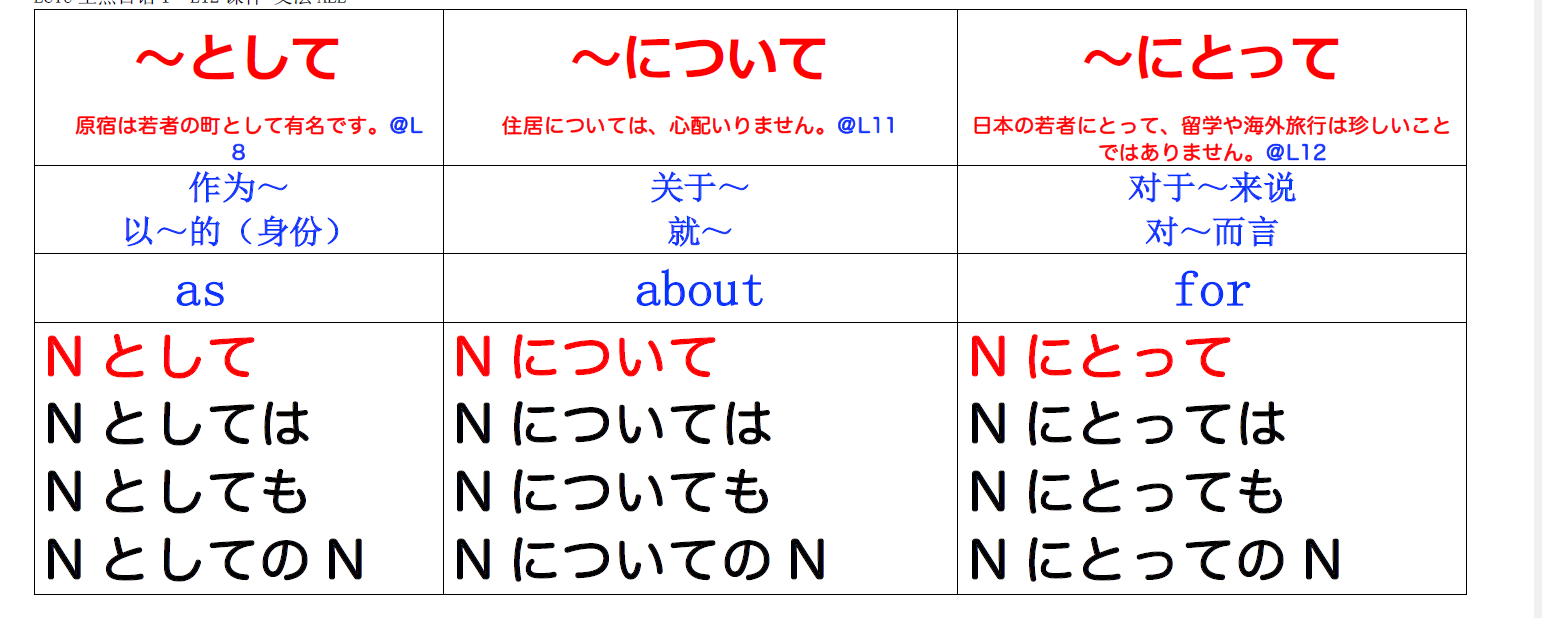 ～として
原宿は若者の町として有名です。@L
8
～について
住居については、心配いりません。@L11
～にとって
日本の若者にとって、留学や海外旅行は珍しいこと
ではありません。@L12
作为～
以～的（身份）
关于～
就～
对于～来说
对～而言
as
about
for
N として
N としては
N としても
N としての N
N について
N については
N についても
N についての N
N にとって
N にとっては
N にとっても
N にとっての N